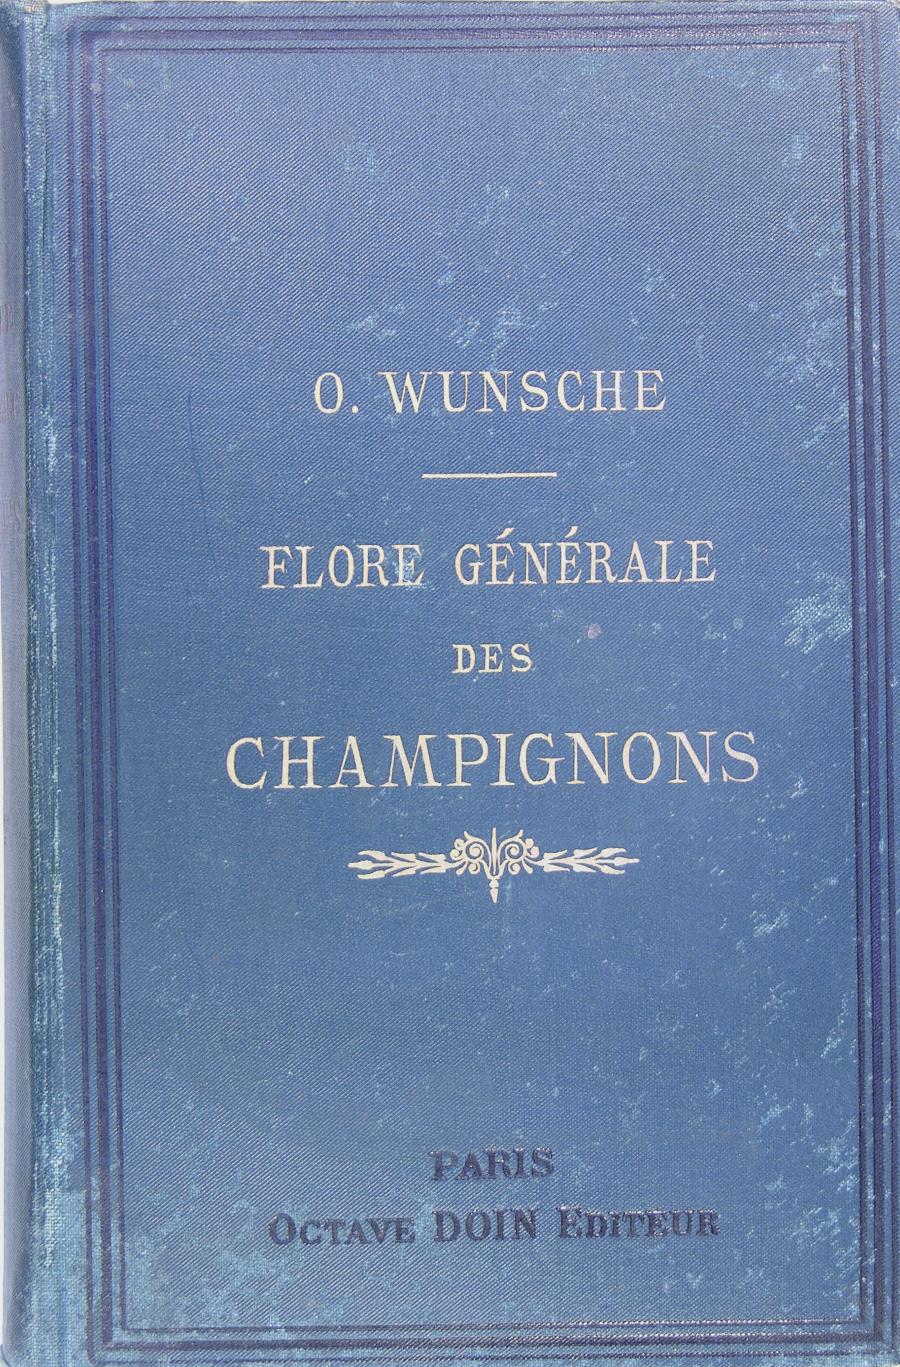 O. WUNSCHE
FLORE GÉNÉRALE
DES
CHAMPIGNONS
PARIS
OCTAVE DOIN EDITEUR